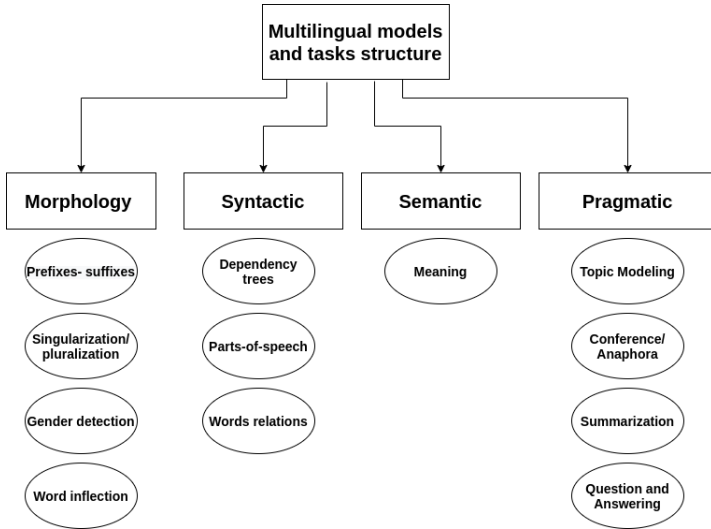 Multilingual models
and tasks structure
Morphology
Syntactic
Semantic
Pragmatic
Prefixes- suffixes
Dependency
trees
Meaning
Topic Modeling
Singularization/
pluralization
Parts-of-speech
Conference/
Anaphora
Gender detection
Words relations
Summarization
Word inflection
Question and
Answering